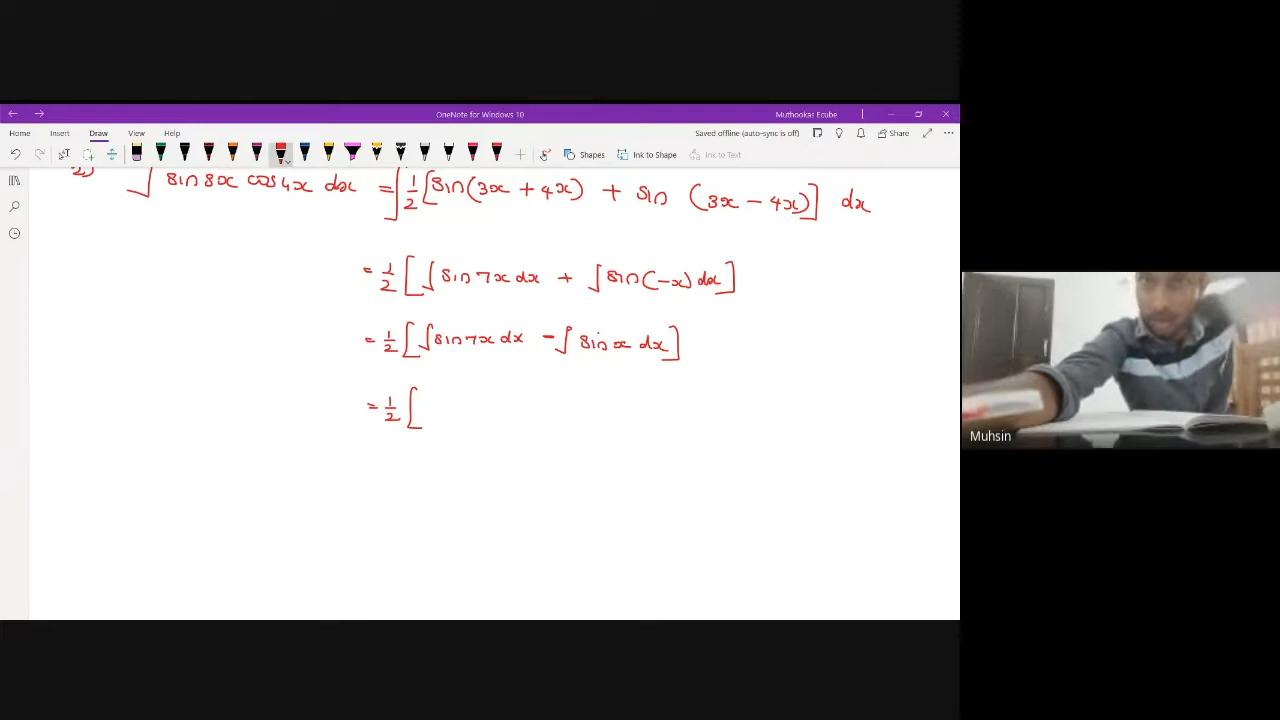 OneNote for Windows 10
Muthookas Ecube
Home Insert Draw View Help
Saved offline (auto-sync is off) Share
Shapes Ink to Shape Ink to Text
2) ∫ sin 3x cos 4x dx = ∫ 1/2 [sin(3x + 4x) + sin (3x - 4x)] dx
= 1/2 [∫ sin 7x dx + ∫ sin(-x) dx]
= 1/2 [∫ sin 7x dx - ∫ sin x dx]
= 1/2 [
Muhsin